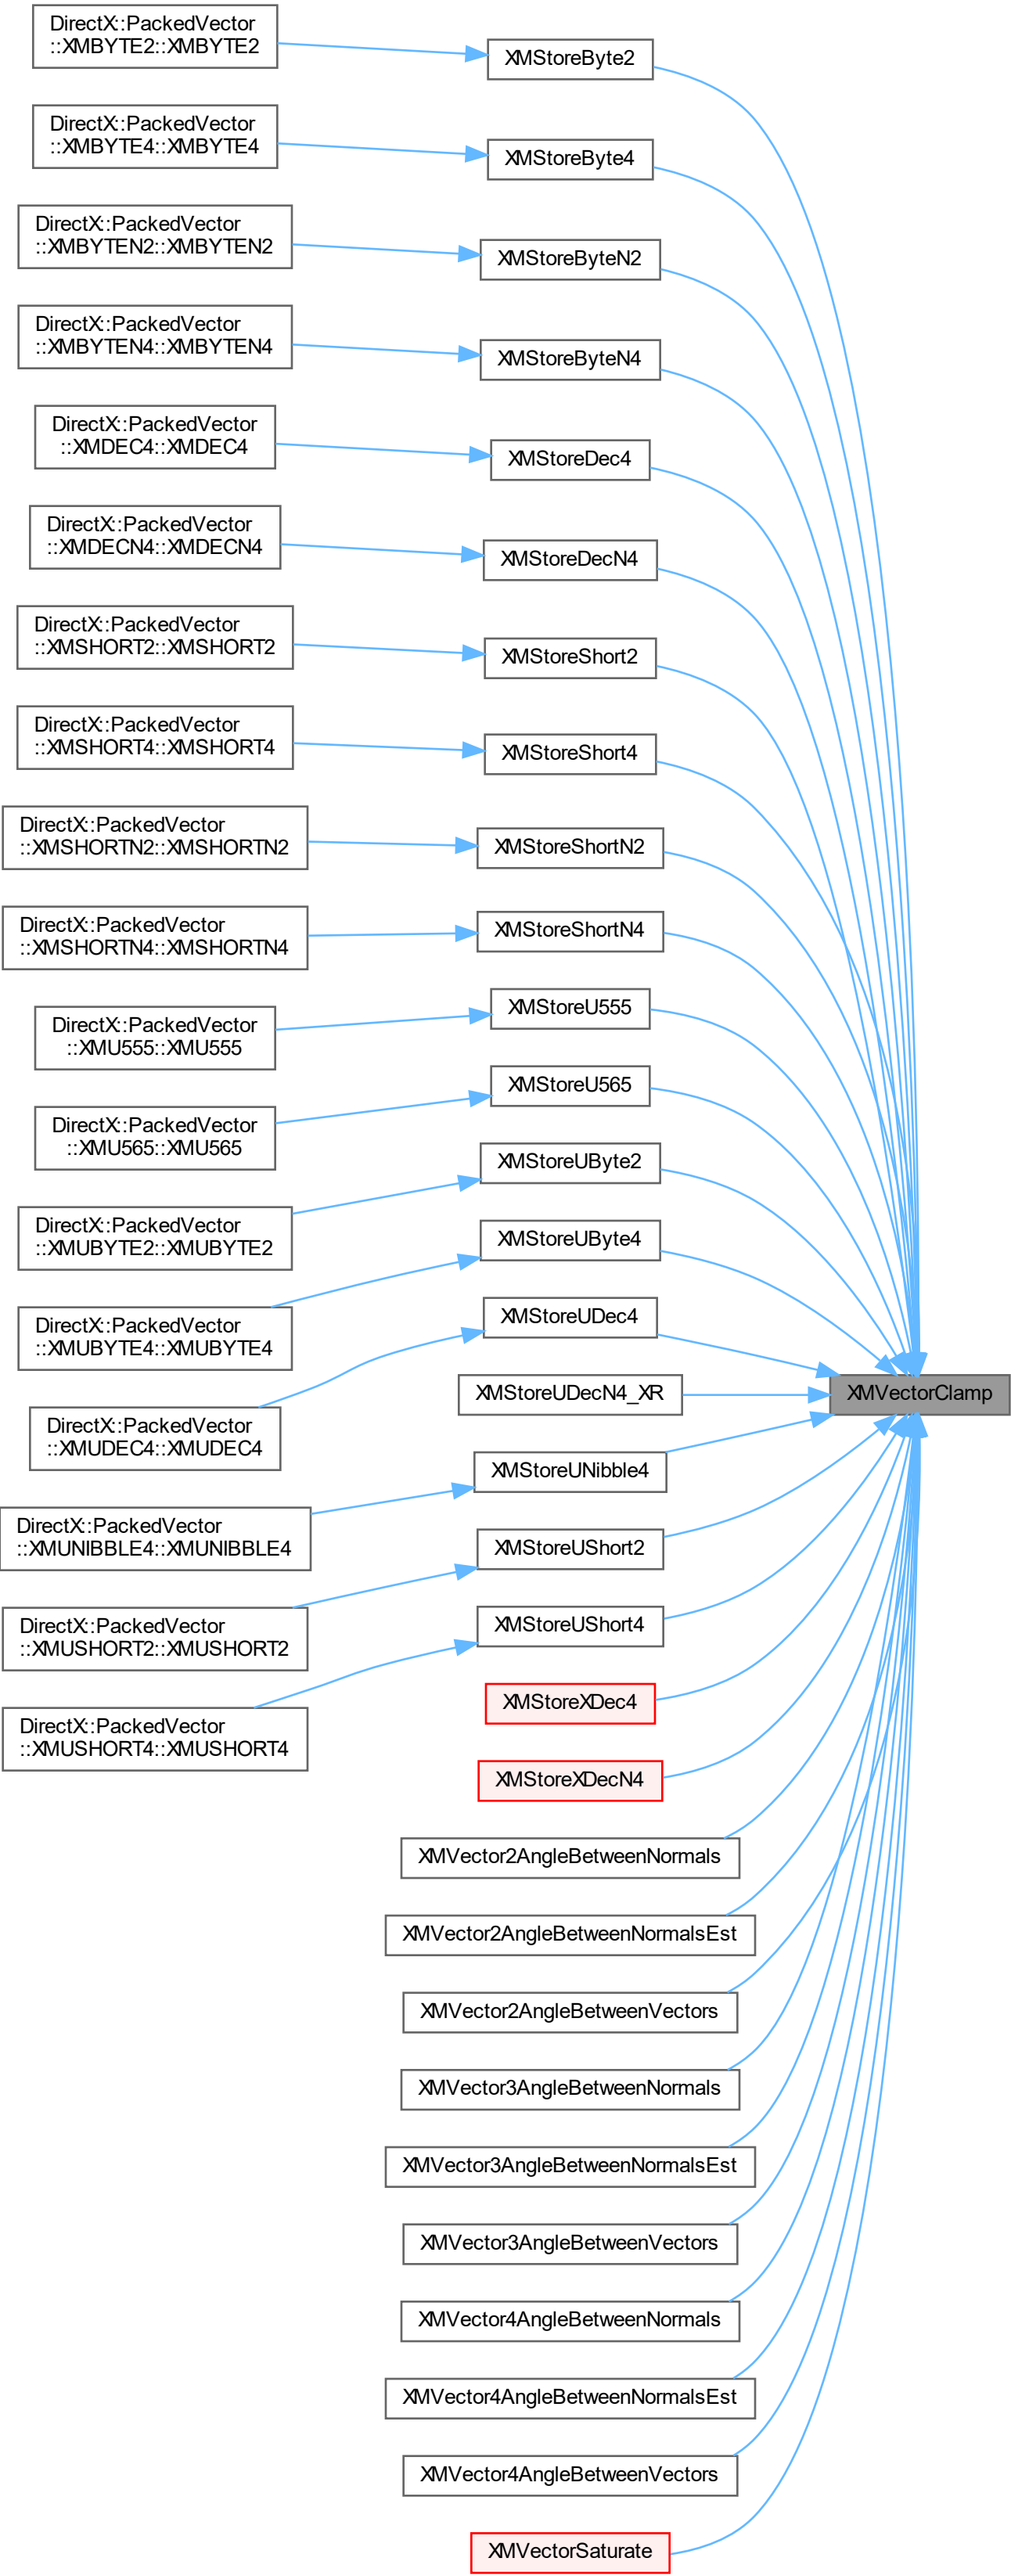 DirectX::PackedVector
::XMBYTE2::XMBYTE2
XMStoreByte2
DirectX::PackedVector
::XMBYTE4::XMBYTE4
XMStoreByte4
DirectX::PackedVector
::XMBYTEN2::XMBYTEN2
XMStoreByteN2
DirectX::PackedVector
::XMBYTEN4::XMBYTEN4
XMStoreByteN4
DirectX::PackedVector
::XMDEC4::XMDEC4
XMStoreDec4
DirectX::PackedVector
::XMDECN4::XMDECN4
XMStoreDecN4
DirectX::PackedVector
::XMSHORT2::XMSHORT2
XMStoreShort2
DirectX::PackedVector
::XMSHORT4::XMSHORT4
XMStoreShort4
DirectX::PackedVector
::XMSHORTN2::XMSHORTN2
XMStoreShortN2
DirectX::PackedVector
::XMSHORTN4::XMSHORTN4
XMStoreShortN4
DirectX::PackedVector
::XMU555::XMU555
XMStoreU555
DirectX::PackedVector
::XMU565::XMU565
XMStoreU565
DirectX::PackedVector
::XMUBYTE2::XMUBYTE2
XMStoreUByte2
DirectX::PackedVector
::XMUBYTE4::XMUBYTE4
XMStoreUByte4
DirectX::PackedVector
::XMUDEC4::XMUDEC4
XMStoreUDec4
XMStoreUDecN4_XR
XMVectorClamp
DirectX::PackedVector
::XMUNIBBLE4::XMUNIBBLE4
XMStoreUNibble4
DirectX::PackedVector
::XMUSHORT2::XMUSHORT2
XMStoreUShort2
DirectX::PackedVector
::XMUSHORT4::XMUSHORT4
XMStoreUShort4
XMStoreXDec4
XMStoreXDecN4
XMVector2AngleBetweenNormals
XMVector2AngleBetweenNormalsEst
XMVector2AngleBetweenVectors
XMVector3AngleBetweenNormals
XMVector3AngleBetweenNormalsEst
XMVector3AngleBetweenVectors
XMVector4AngleBetweenNormals
XMVector4AngleBetweenNormalsEst
XMVector4AngleBetweenVectors
XMVectorSaturate